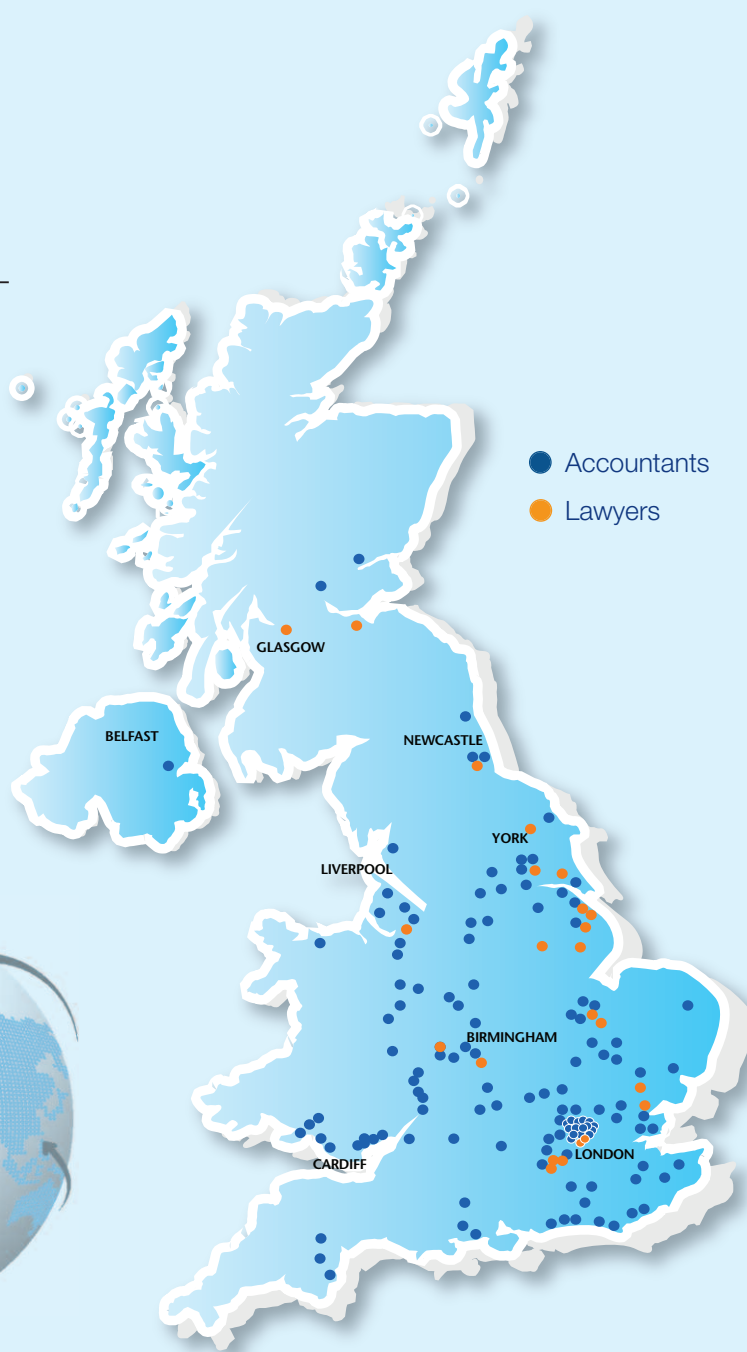 Accountants
Lawyers
GLASGOW
BELFAST
NEWCASTLE
YORK
LIVERPOOL
BIRMINGHAM
LONDON
CARDIFF